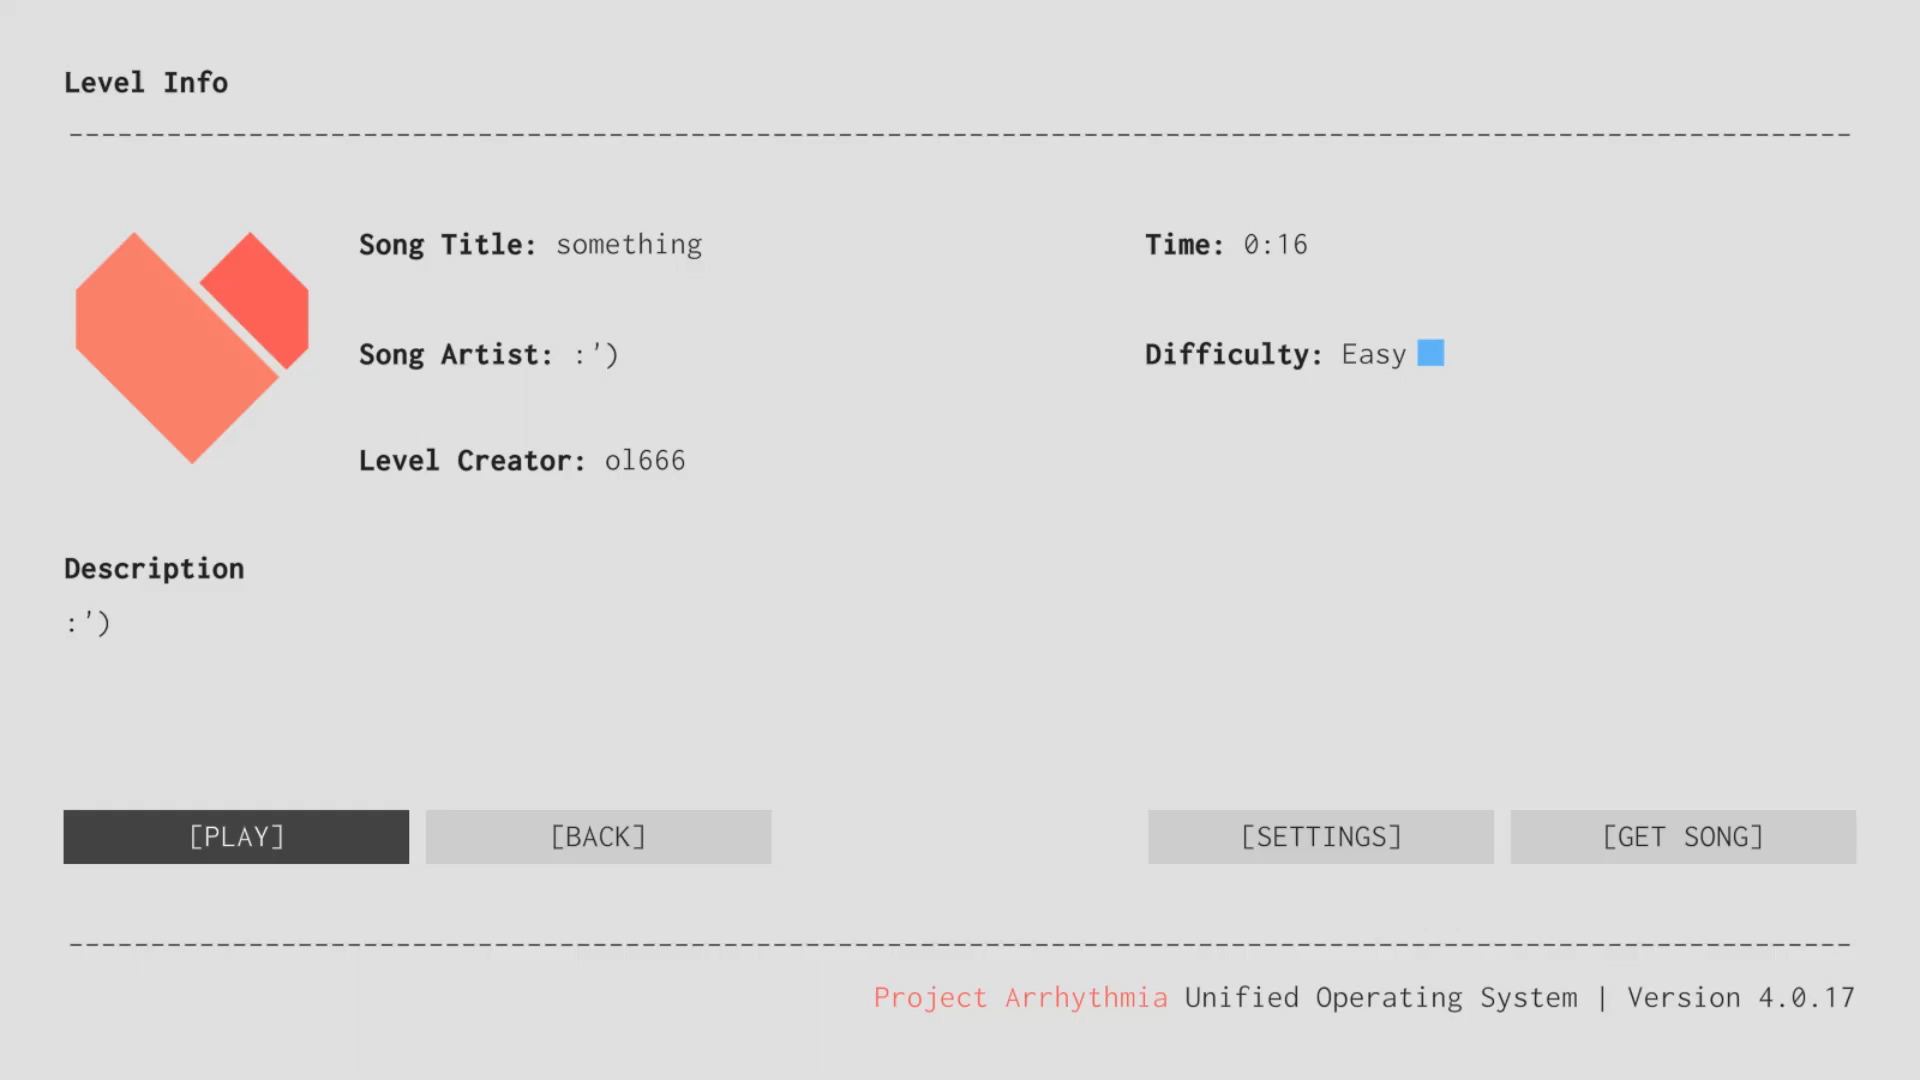 Level Info
Song Title: something
Time: 0:16
Song Artist: :')
Difficulty: Easy
Level Creator: ol666
Description
:')
[PLAY]
[BACK]
[SETTINGS]
[GET SONG]
Project Arrhythmia Unified Operating System | Version 4.0.17